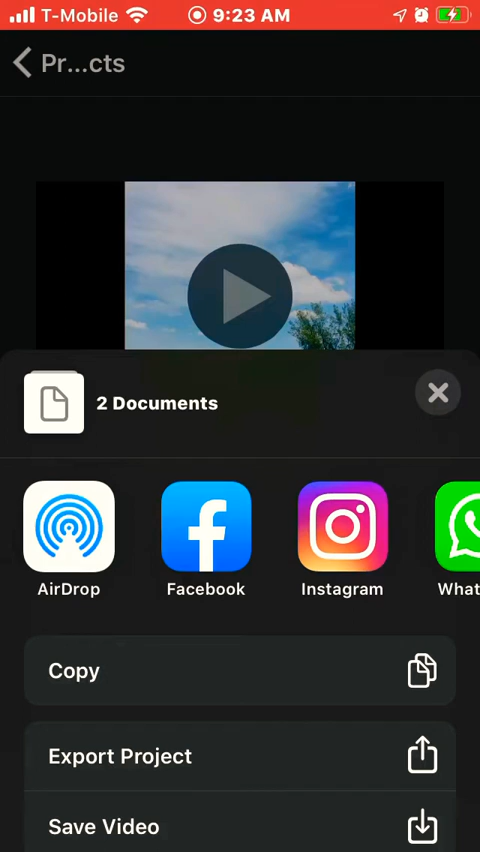 T-Mobile 9:23 AM
Pr...cts
2 Documents
AirDrop Facebook Instagram What
Copy
Export Project
Save Video